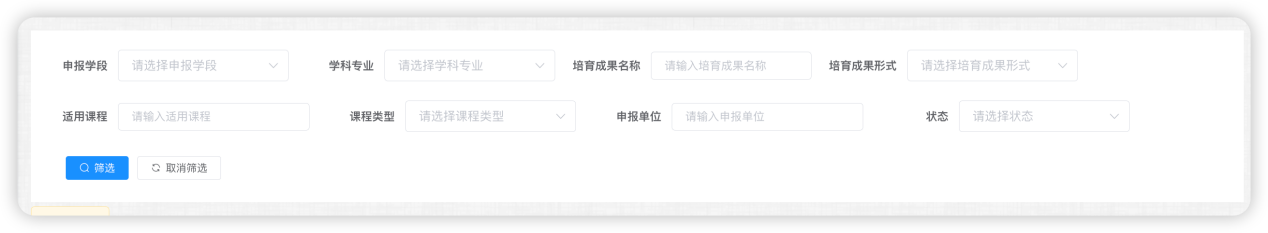 申报学段 请选择申报学段 学科专业 请选择学科专业 培育成果名称 请输入培育成果名称 培育成果形式 请选择培育成果形式
适用课程 请输入适用课程 课程类型 请选择课程类型 申报单位 请输入申报单位 状态 请选择状态
筛选 取消筛选